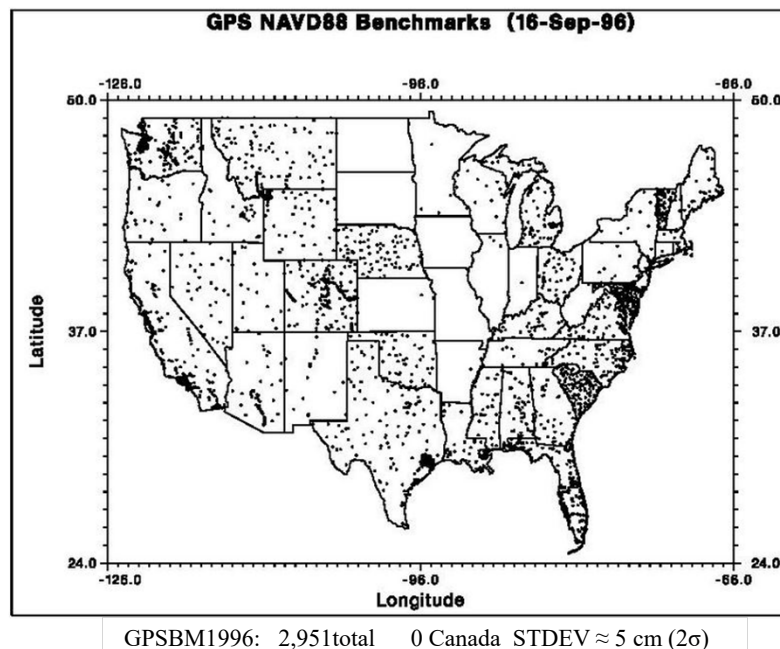 GPS NAVD88 Benchmarks (16-Sep-96)
-126.0 -96.0 -66.0
50.0 50.0
Latitude
37.0 37.0
24.0 24.0
-126.0 -96.0 -66.0
Longitude
GPSBM1996: 2,951total 0 Canada STDEV ≈ 5 cm (2σ)